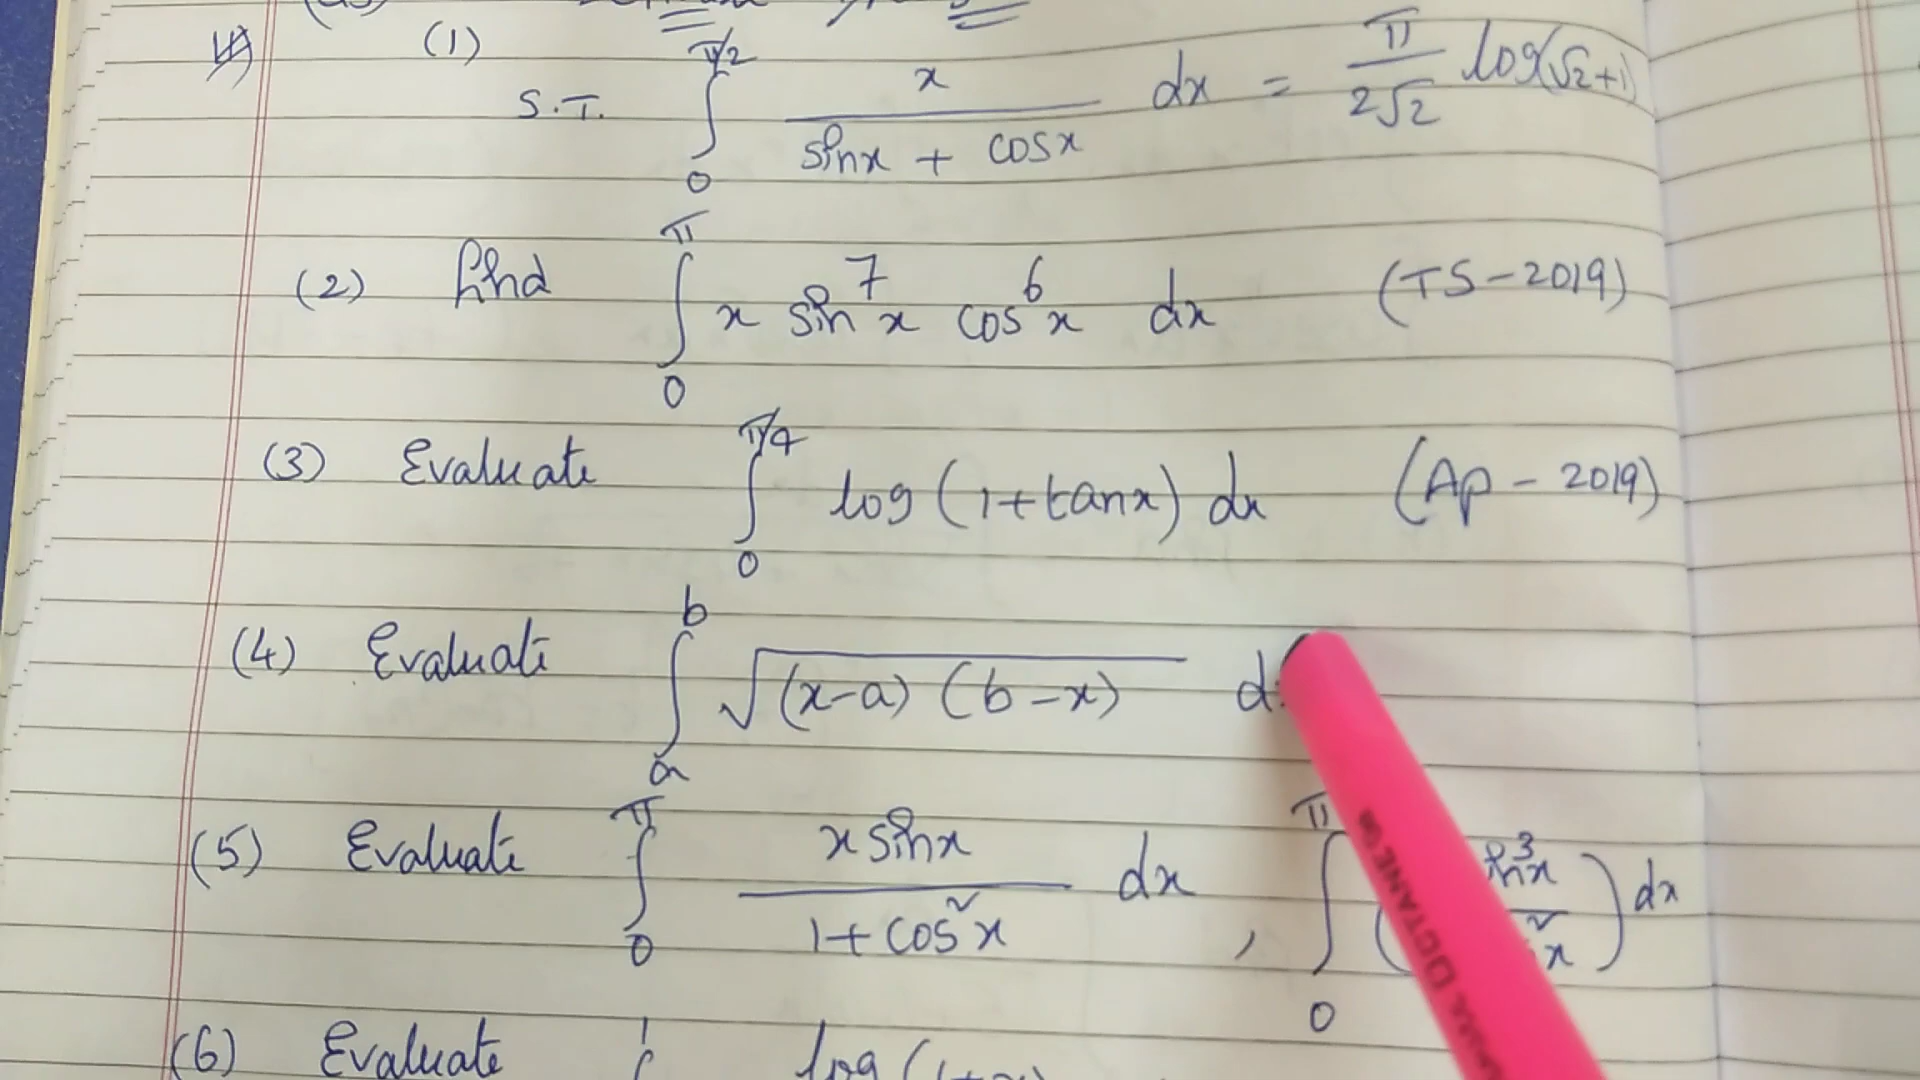 (1) S.T. ∫₀^{π/2} x / (sinx + cosx) dx = π/(2√2) log(√2+1)
(2) find ∫₀^{π} x sin⁷x cos⁶x dx (TS-2019)
(3) Evaluate ∫₀^{π/4} log(1+tanx) dx (AP-2019)
(4) Evaluate ∫ₐ^{b} √((x-a)(b-x)) d
(5) Evaluate ∫₀^{π} x sinx / (1+cos²x) dx , ∫₀^{π} ( ) dx
(6) Evaluate
OCTANE